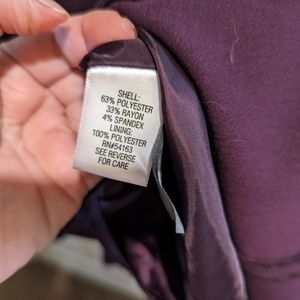 SHELL:
63% POLYESTER
33% RAYON
4% SPANDEX
LINING:
100% POLYESTER
RN#54163
SEE REVERSE
FOR CARE